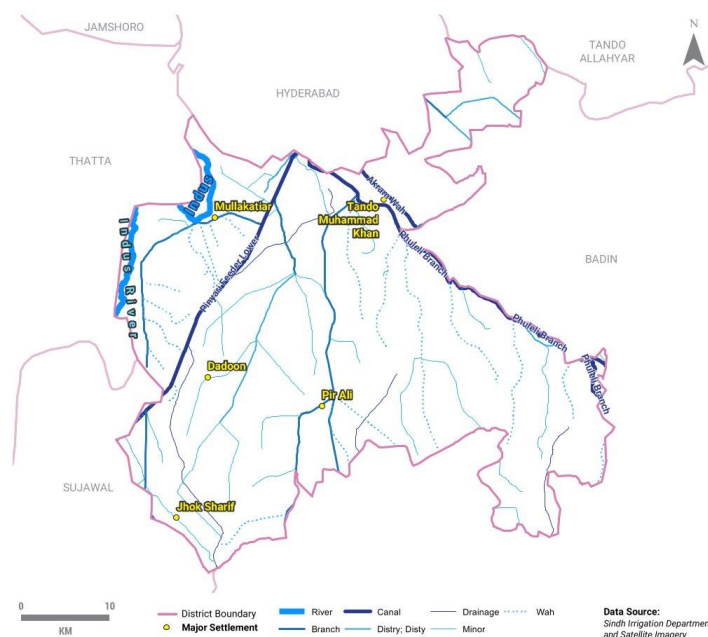 JAMSHORO
N
TANDO
ALLAHYAR
HYDERABAD
THATTA
Akram Wah
Indus
Mullakatiar
Tando
Muhammad
Khan
Indus River
Phuleli Branch
Pinyari Feeder Lower
BADIN
Phuleli Branch
Phuleli Branch
Dadoon
Pir Ali
SUJAWAL
Jhok Sharif
0 10
KM
District Boundary
River
Canal
Drainage
Wah
Major Settlement
Branch
Distry; Disty
Minor
Data Source:
Sindh Irrigation Departmen
and Satellite Imagery